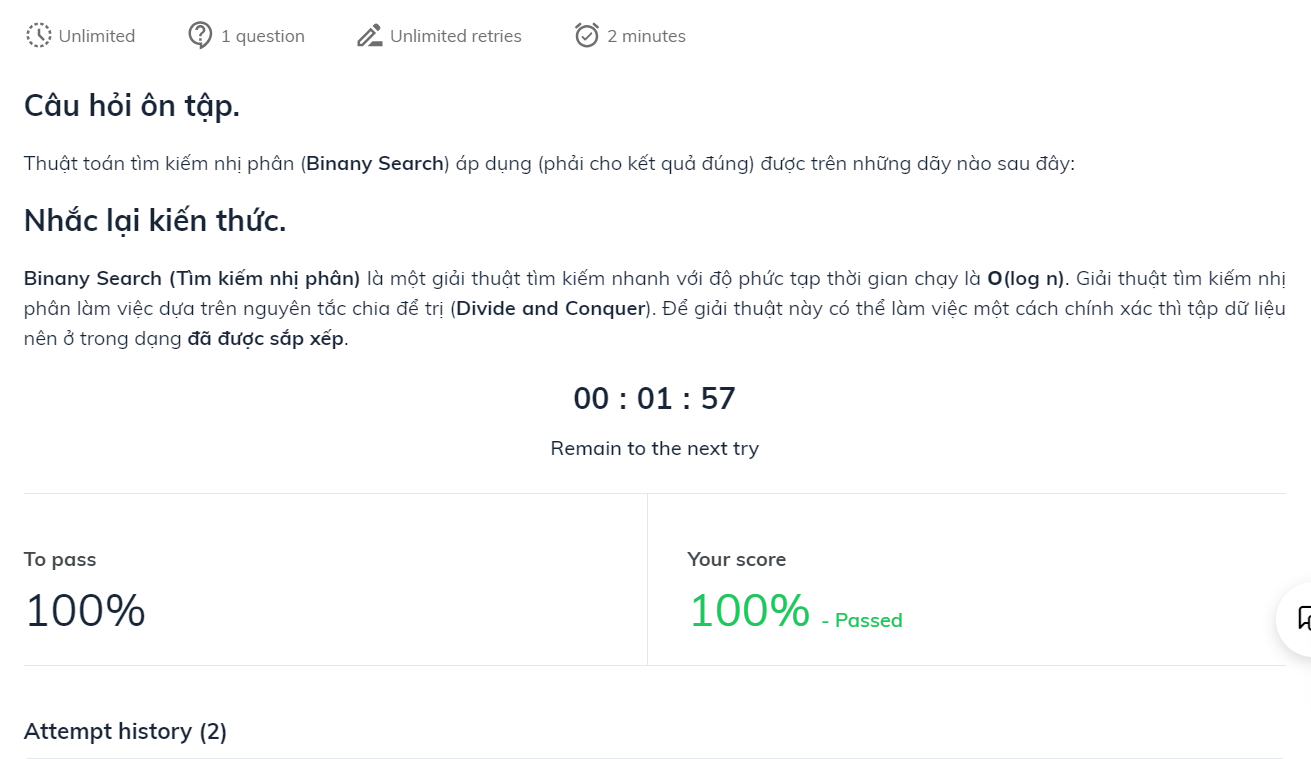 Unlimited 1 question Unlimited retries 2 minutes
Câu hỏi ôn tập.
Thuật toán tìm kiếm nhị phân (Binany Search) áp dụng (phải cho kết quả đúng) được trên những dãy nào sau đây:
Nhắc lại kiến thức.
Binany Search (Tìm kiếm nhị phân) là một giải thuật tìm kiếm nhanh với độ phức tạp thời gian chạy là O(log n). Giải thuật tìm kiếm nhị
phân làm việc dựa trên nguyên tắc chia để trị (Divide and Conquer). Để giải thuật này có thể làm việc một cách chính xác thì tập dữ liệu
nên ở trong dạng đã được sắp xếp.
00 : 01 : 57
Remain to the next try
To pass
100%
Your score
100% - Passed
Attempt history (2)